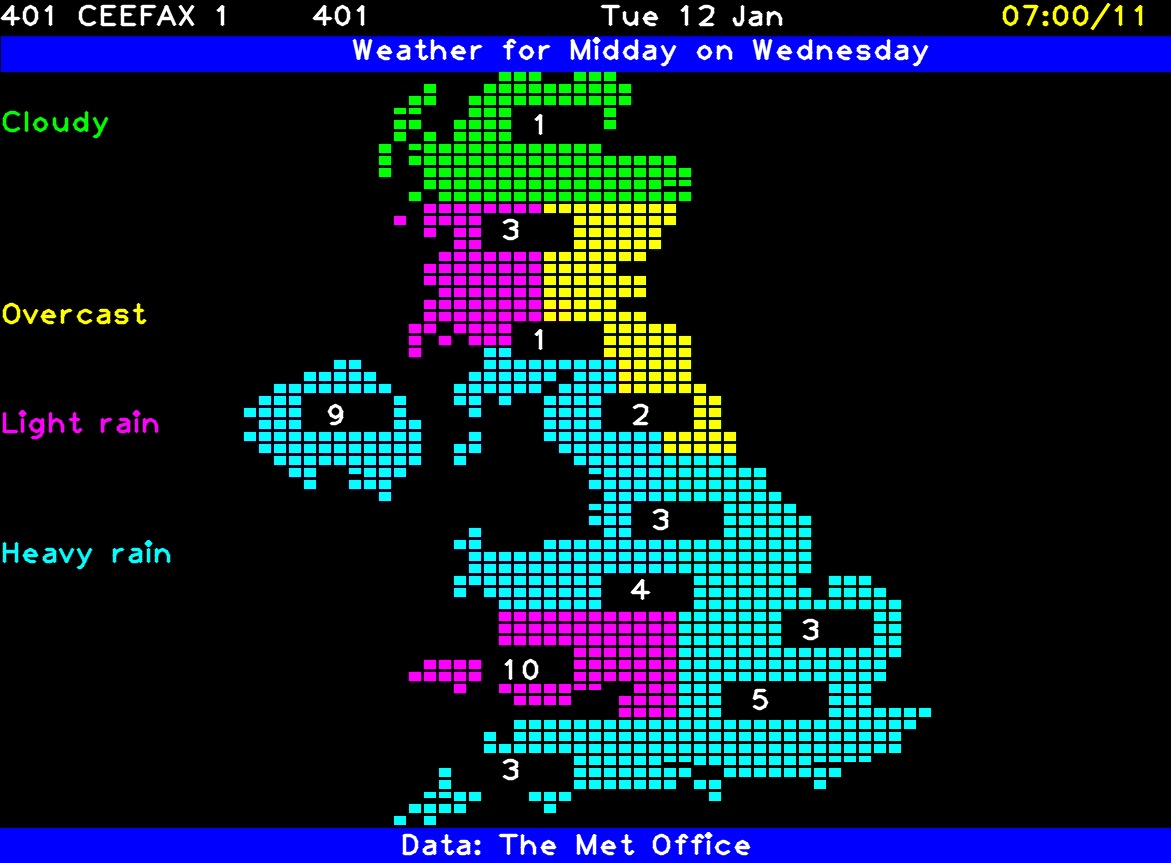 401 CEEFAX 1 401 Tue 12 Jan 07:00/11
Weather for Midday on Wednesday
Cloudy
1
3
Overcast
1
9
2
Light rain
3
Heavy rain
4
3
10
5
3
Data: The Met Office